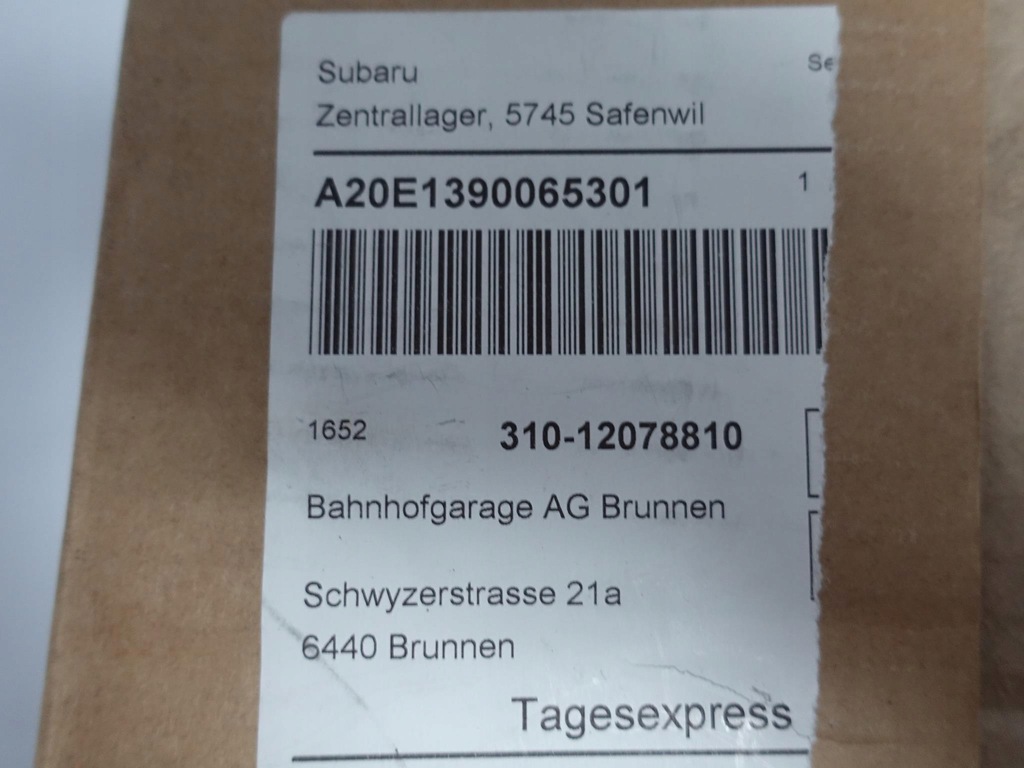 Subaru
Zentrallager, 5745 Safenwil
A20E1390065301 1
1652 310-12078810
Bahnhofgarage AG Brunnen
Schwyzerstrasse 21a
6440 Brunnen
Tagesexpress